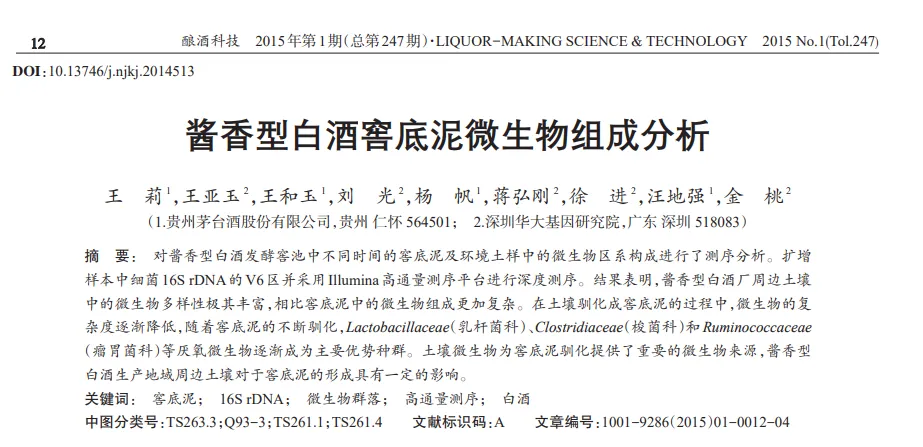 12 酿酒科技 2015年第1期(总第247期)·LIQUOR-MAKING SCIENCE & TECHNOLOGY 2015 No.1(Tol.247)
DOI:10.13746/j.njkj.2014513
酱香型白酒窖底泥微生物组成分析
王 莉1,王亚玉2,王和玉1,刘 光2,杨 帆1,蒋弘刚2,徐 进2,汪地强1,金 桃2
(1.贵州茅台酒股份有限公司,贵州 仁怀 564501; 2.深圳华大基因研究院,广东 深圳 518083)
摘 要: 对酱香型白酒发酵窖池中不同时间的窖底泥及环境土样中的微生物区系构成进行了测序分析。扩增
样本中细菌16S rDNA的V6区并采用Illumina高通量测序平台进行深度测序。结果表明,酱香型白酒厂周边土壤
中的微生物多样性极其丰富,相比窖底泥中的微生物组成更加复杂。在土壤驯化成窖底泥的过程中,微生物的复
杂度逐渐降低,随着窖底泥的不断驯化,Lactobacillaceae(乳杆菌科)、Clostridiaceae(梭菌科)和Ruminococcaceae
(瘤胃菌科)等厌氧微生物逐渐成为主要优势种群。土壤微生物为窖底泥驯化提供了重要的微生物来源,酱香型
白酒生产地域周边土壤对于窖底泥的形成具有一定的影响。
关键词: 窖底泥; 16S rDNA; 微生物群落; 高通量测序; 白酒
中图分类号:TS263.3;Q93-3;TS261.1;TS261.4 文献标识码:A 文章编号:1001-9286(2015)01-0012-04